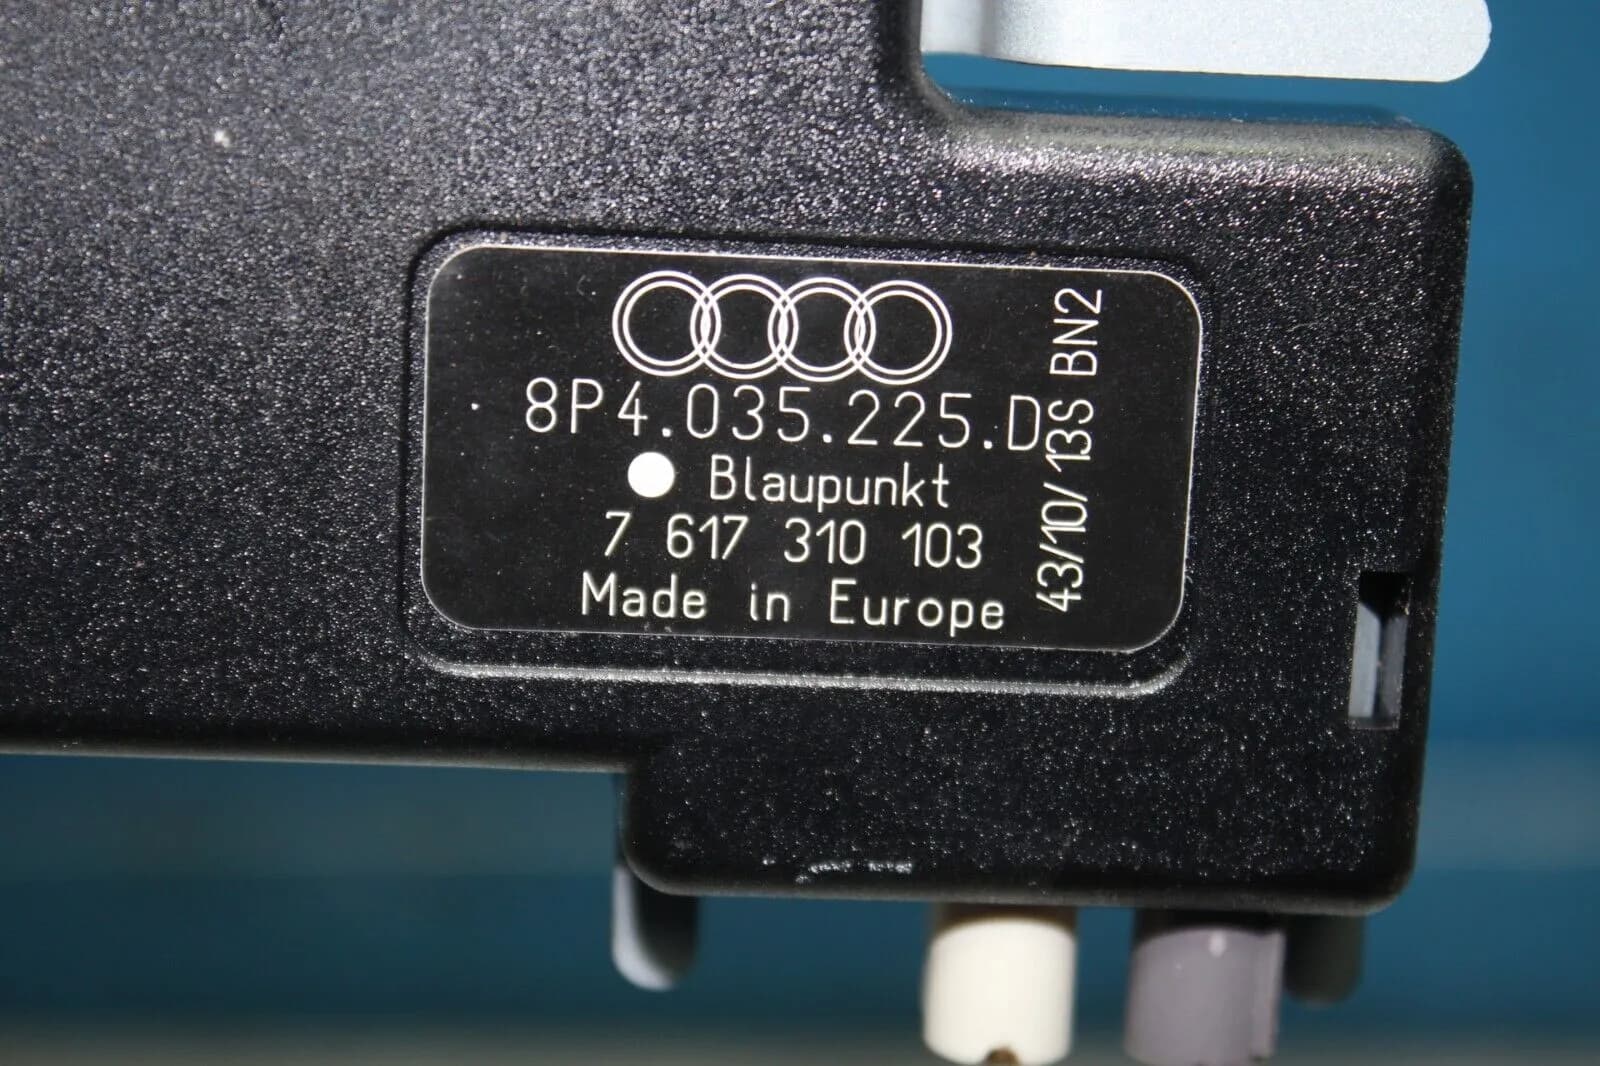 8P4.035.225.D
Blaupunkt
7 617 310 103
Made in Europe
43/10/13S BN2